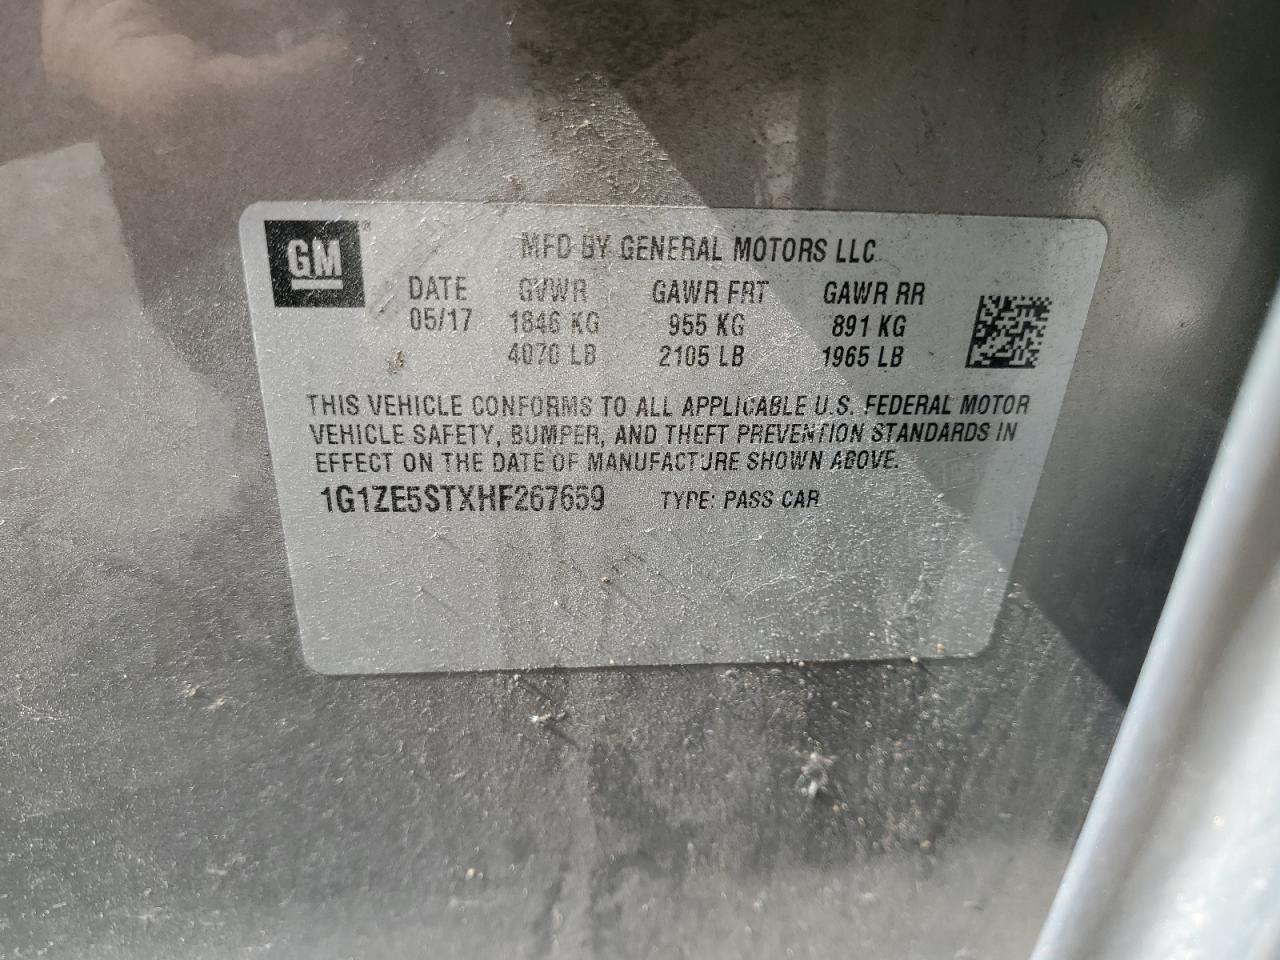 GM®
MFD BY GENERAL MOTORS LLC
DATE GVWR GAWR FRT GAWR RR
05/17 1846 KG 955 KG 891 KG
4070 LB 2105 LB 1965 LB
THIS VEHICLE CONFORMS TO ALL APPLICABLE U.S. FEDERAL MOTOR
VEHICLE SAFETY, BUMPER, AND THEFT PREVENTION STANDARDS IN
EFFECT ON THE DATE OF MANUFACTURE SHOWN ABOVE.
1G1ZE5STXHF267659 TYPE: PASS CAR